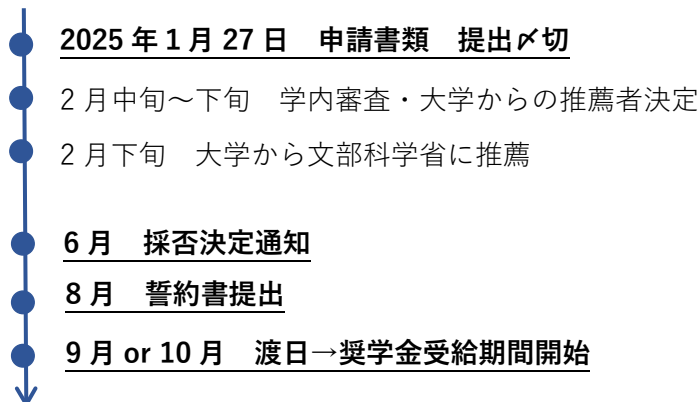 2025 年 1 月 27 日　申請書類　提出〆切
2 月中旬～下旬　学内審査・大学からの推薦者決定
2 月下旬　大学から文部科学省に推薦
6 月　採否決定通知
8 月　誓約書提出
9 月 or 10 月　渡日→奨学金受給期間開始